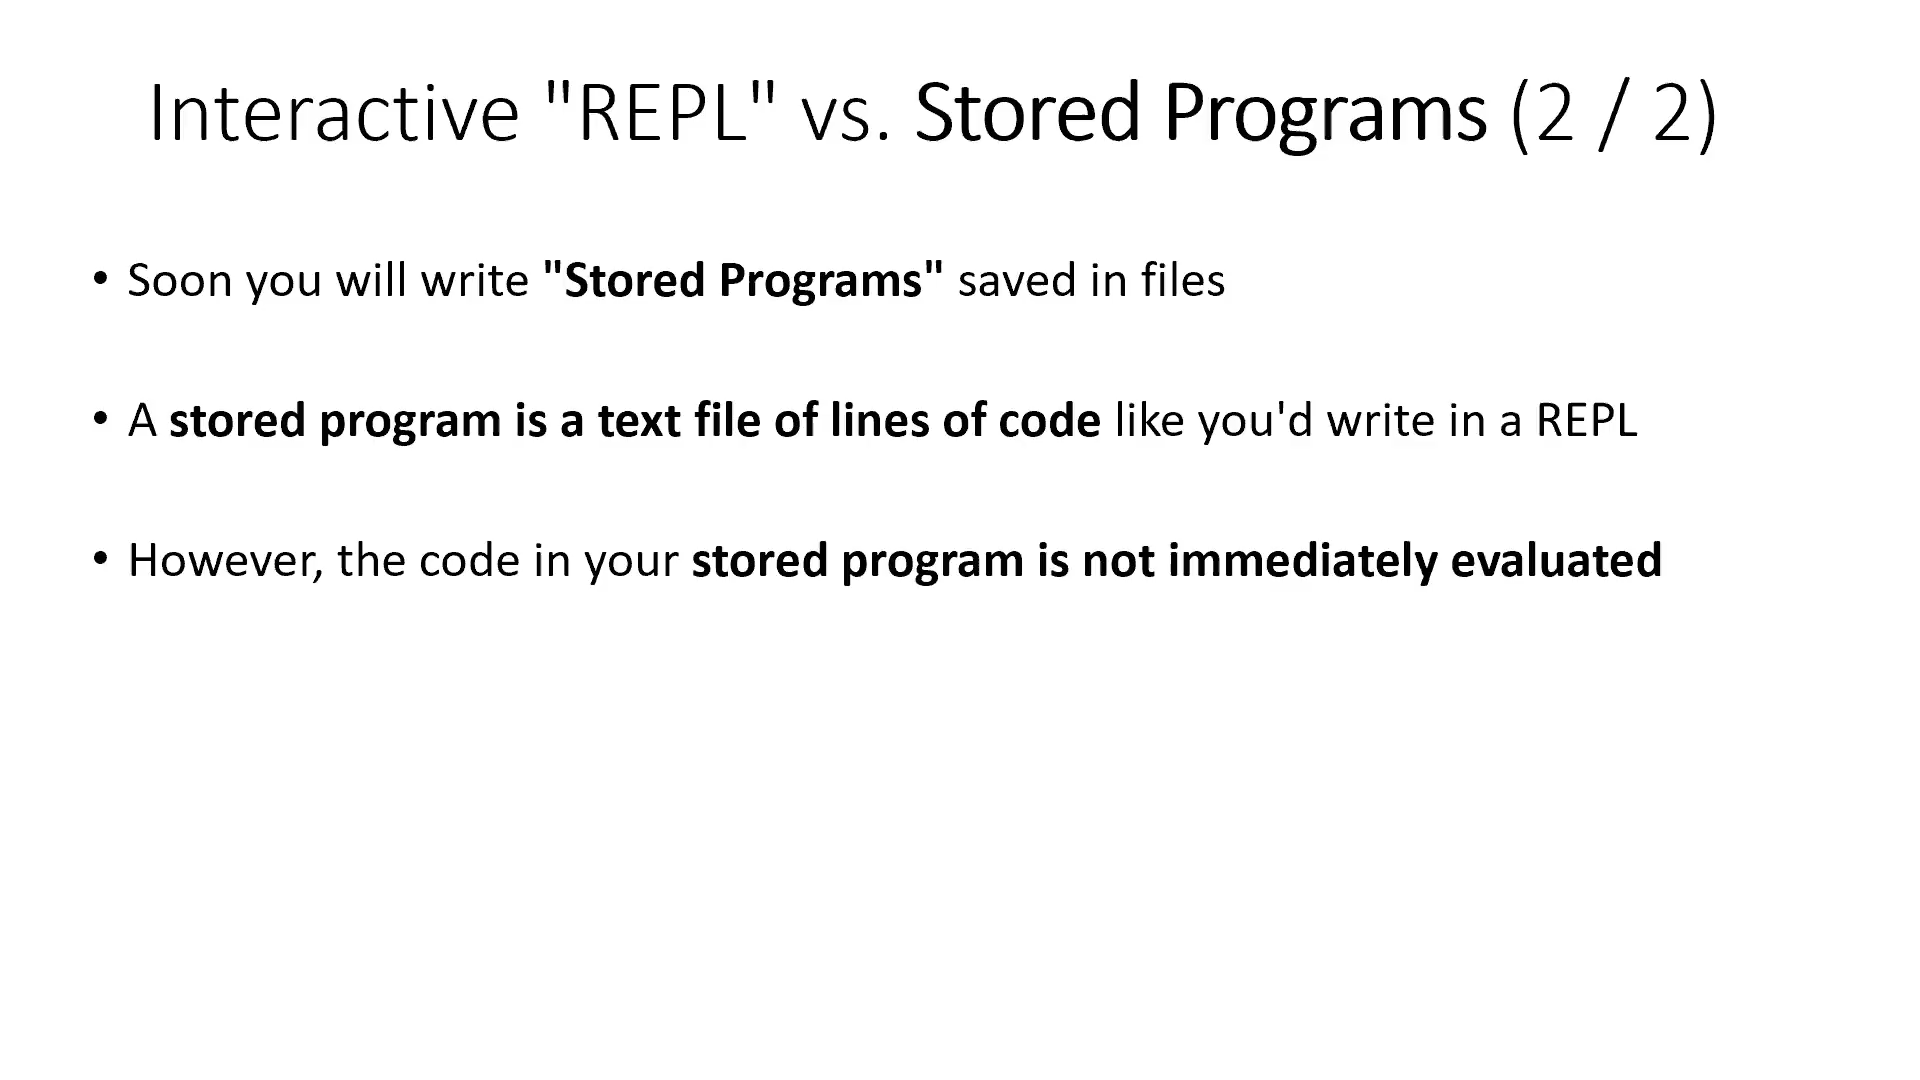 Interactive "REPL" vs. Stored Programs (2 / 2)
• Soon you will write "Stored Programs" saved in files
• A stored program is a text file of lines of code like you'd write in a REPL
• However, the code in your stored program is not immediately evaluated